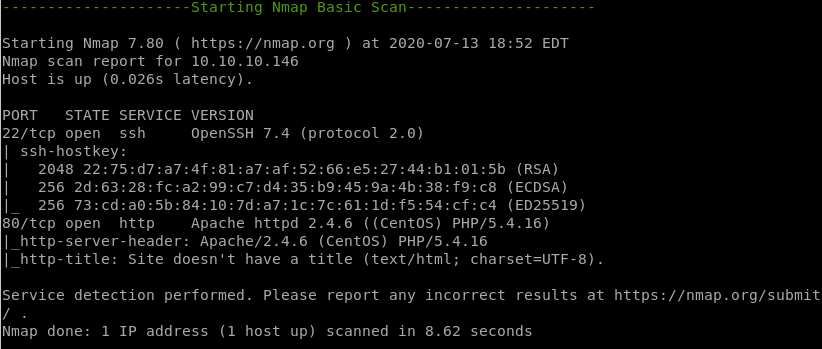 ---------------------Starting Nmap Basic Scan---------------------
Starting Nmap 7.80 ( https://nmap.org ) at 2020-07-13 18:52 EDT
Nmap scan report for 10.10.10.146
Host is up (0.026s latency).
PORT   STATE SERVICE VERSION
22/tcp open  ssh     OpenSSH 7.4 (protocol 2.0)
| ssh-hostkey:
|   2048 22:75:d7:a7:4f:81:a7:af:52:66:e5:27:44:b1:01:5b (RSA)
|   256 2d:63:28:fc:a2:99:c7:d4:35:b9:45:9a:4b:38:f9:c8 (ECDSA)
|_  256 73:cd:a0:5b:84:10:7d:a7:1c:7c:61:1d:f5:54:cf:c4 (ED25519)
80/tcp open  http    Apache httpd 2.4.6 ((CentOS) PHP/5.4.16)
|_http-server-header: Apache/2.4.6 (CentOS) PHP/5.4.16
|_http-title: Site doesn't have a title (text/html; charset=UTF-8).
Service detection performed. Please report any incorrect results at https://nmap.org/submit
/ .
Nmap done: 1 IP address (1 host up) scanned in 8.62 seconds